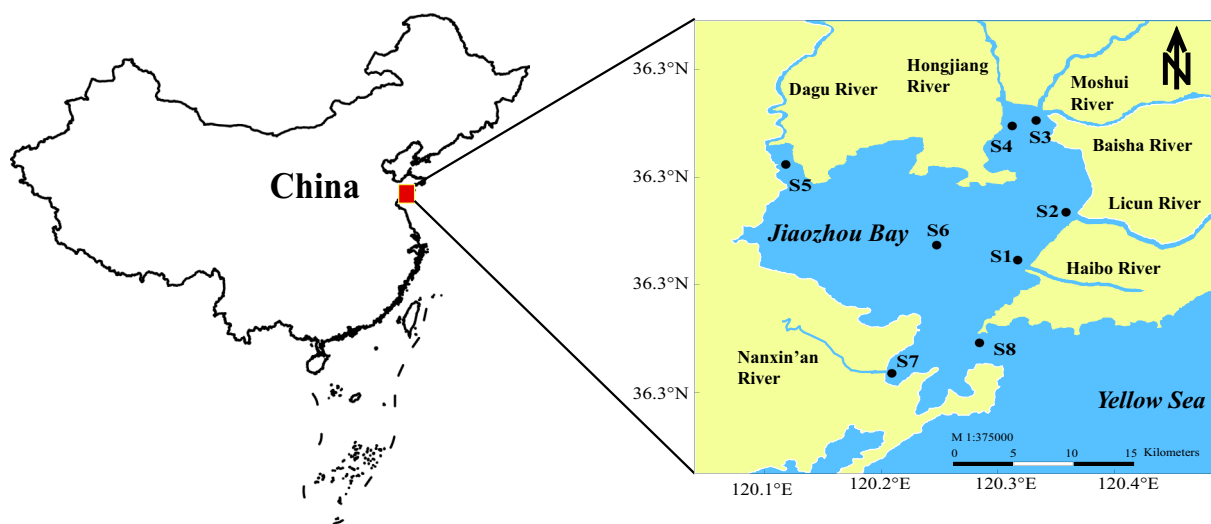 China
36.3°N
36.3°N
36.3°N
36.3°N
Dagu River
Hongjiang
River
Moshui
River
N
S4
S3
Baisha River
S5
S2
Licun River
Jiaozhou Bay
S6
S1
Haibo River
Nanxin’an
River
S7
S8
Yellow Sea
M 1:375000
0 5 10 15 Kilometers
120.1°E 120.2°E 120.3°E 120.4°E